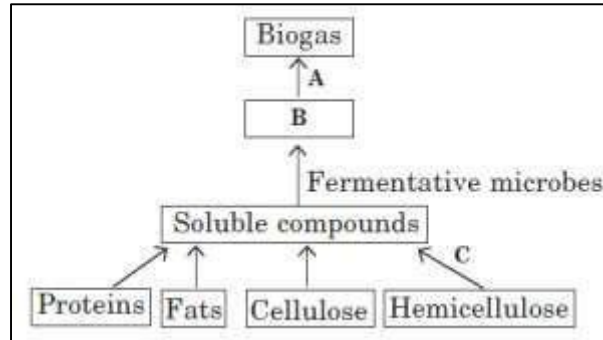 Biogas
A
B
Fermentative microbes
Soluble compounds
C
Proteins Fats Cellulose Hemicellulose